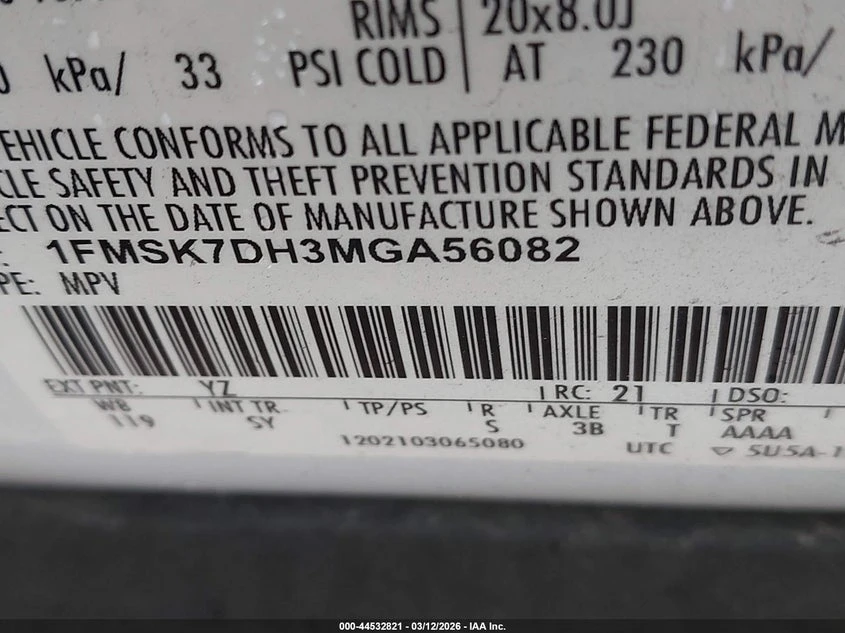 RIMS 20x8.0J
kPa/ 33 PSI COLD AT 230 kPa/
VEHICLE CONFORMS TO ALL APPLICABLE FEDERAL M
CLE SAFETY AND THEFT PREVENTION STANDARDS IN
ECT ON THE DATE OF MANUFACTURE SHOWN ABOVE.
: 1FMSK7DH3MGA56082
PE: MPV
EXT PNT: YZ RC: 21 DSO:
WB INT TR TP/PS R AXLE TR SPR
119 SY S 3B T AAAA
1202103065080 UTC ▽ 5U5A-1
000-44532821 - 03/12/2026 - IAA Inc.